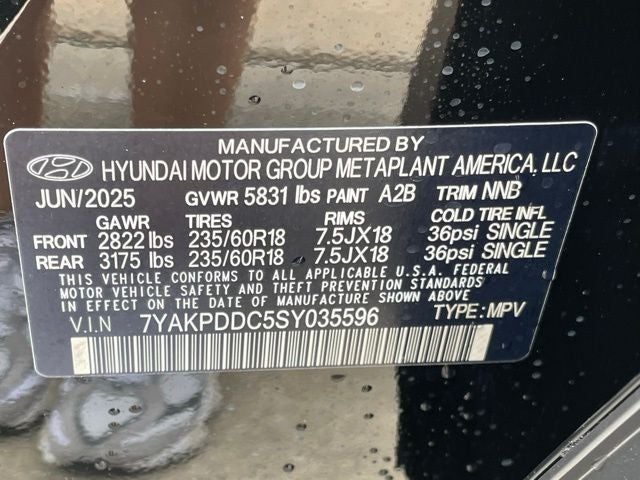 MANUFACTURED BY
HYUNDAI MOTOR GROUP METAPLANT AMERICA, LLC
JUN/2025 GVWR 5831 lbs PAINT A2B TRIM NNB
GAWR TIRES RIMS COLD TIRE INFL
FRONT 2822 lbs 235/60R18 7.5JX18 36psi SINGLE
REAR 3175 lbs 235/60R18 7.5JX18 36psi SINGLE
THIS VEHICLE CONFORMS TO ALL APPLICABLE U.S.A. FEDERAL
MOTOR VEHICLE SAFETY AND THEFT PREVENTION STANDARDS
IN EFFECT ON THE DATE OF MANUFACTURE SHOWN ABOVE
V.I.N 7YAKPDDC5SY035596 TYPE: MPV